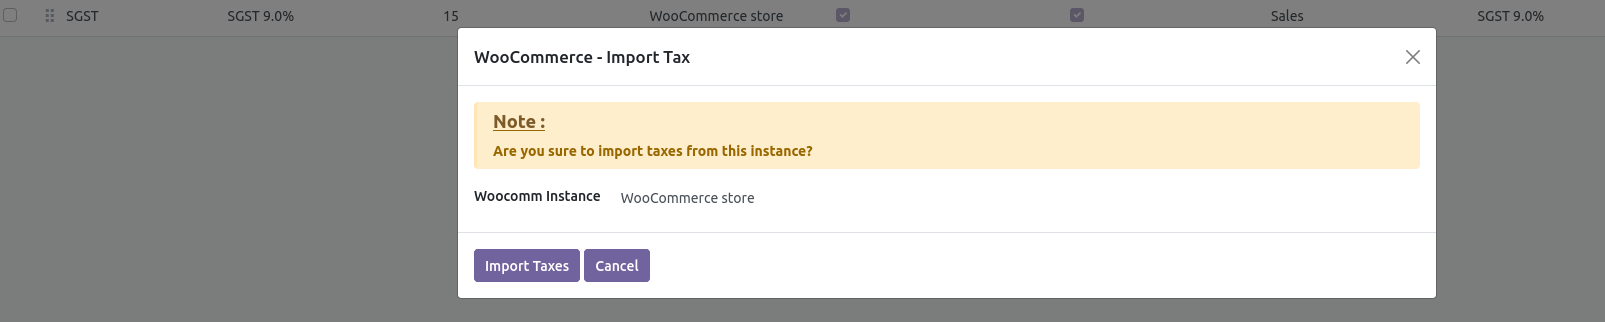 SGST SGST 9.0% 15 WooCommerce store Sales SGST 9.0%
WooCommerce - Import Tax
Note :
Are you sure to import taxes from this instance?
Woocomm Instance WooCommerce store
Import Taxes Cancel